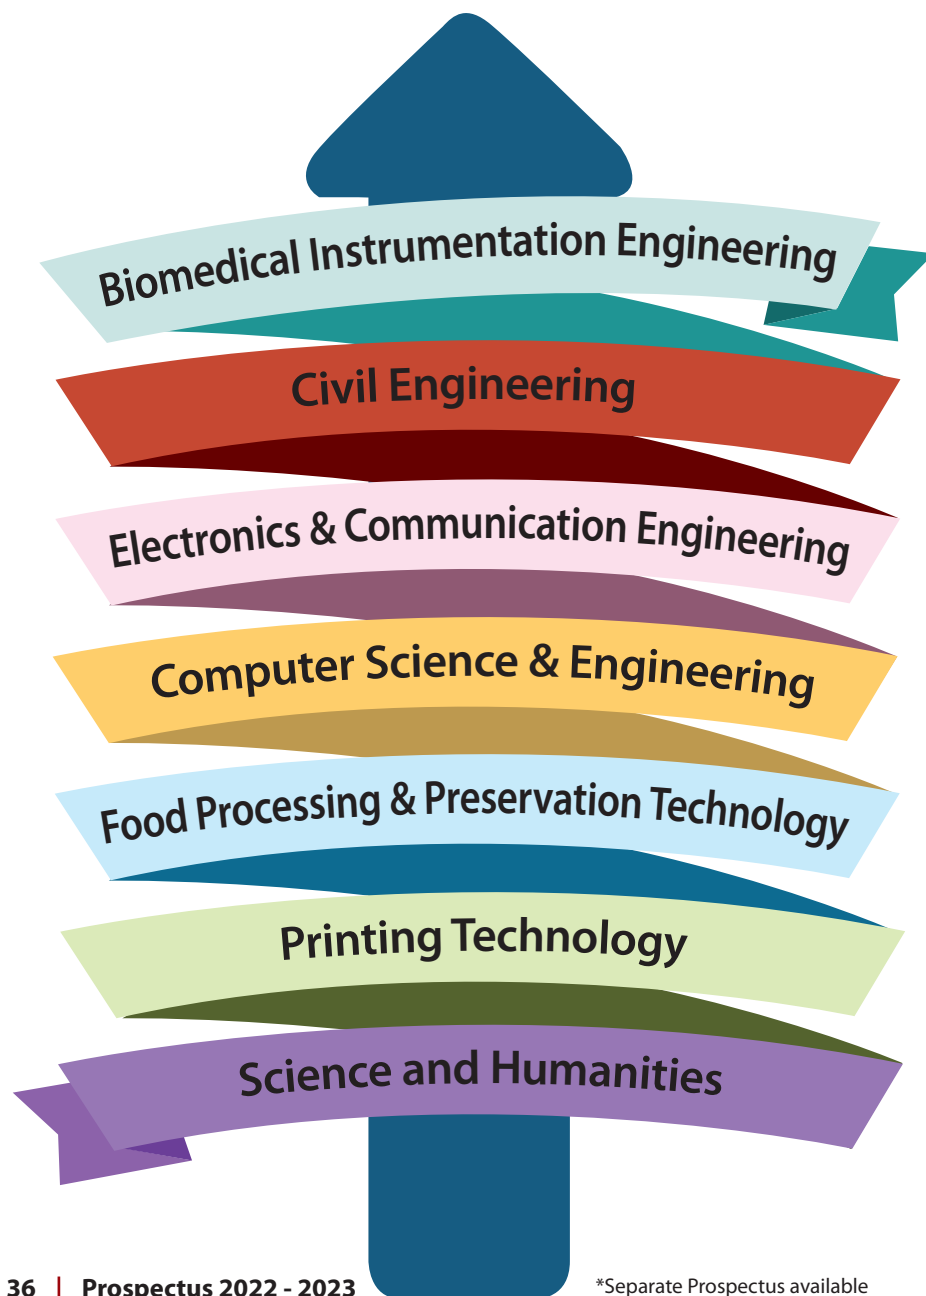 Biomedical Instrumentation Engineering
Civil Engineering
Electronics & Communication Engineering
Computer Science & Engineering
Food Processing & Preservation Technology
Printing Technology
Science and Humanities
36 | Prospectus 2022 - 2023
*Separate Prospectus available